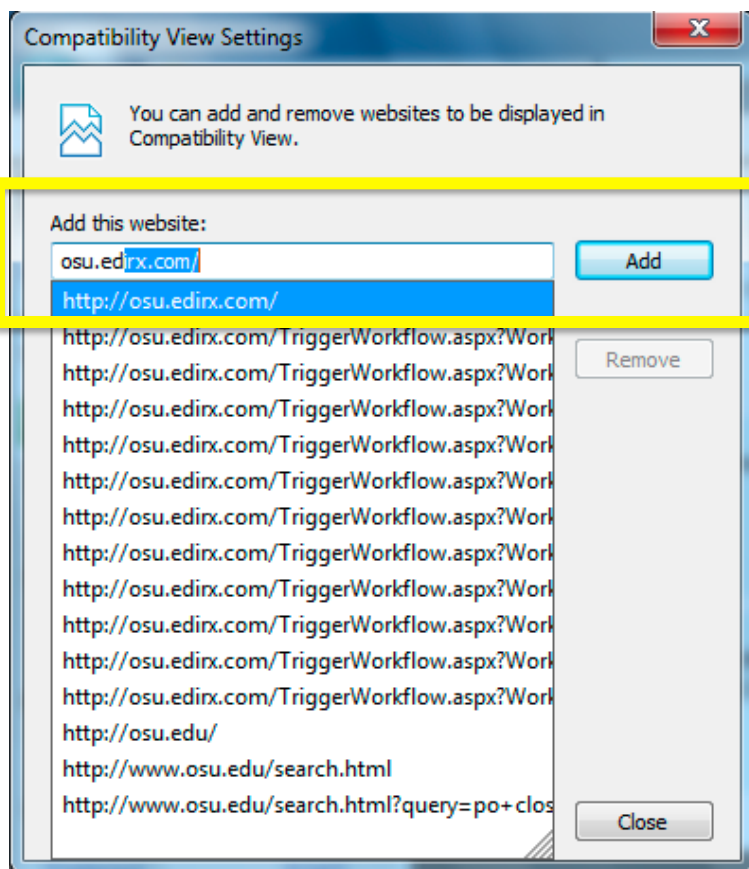 Compatibility View Settings
You can add and remove websites to be displayed in
Compatibility View.
Add this website:
osu.edirx.com/
Add
http://osu.edirx.com/
http://osu.edirx.com/TriggerWorkflow.aspx?Work
Remove
http://osu.edirx.com/TriggerWorkflow.aspx?Work
http://osu.edirx.com/TriggerWorkflow.aspx?Work
http://osu.edirx.com/TriggerWorkflow.aspx?Work
http://osu.edirx.com/TriggerWorkflow.aspx?Work
http://osu.edirx.com/TriggerWorkflow.aspx?Work
http://osu.edirx.com/TriggerWorkflow.aspx?Work
http://osu.edirx.com/TriggerWorkflow.aspx?Work
http://osu.edirx.com/TriggerWorkflow.aspx?Work
http://osu.edirx.com/TriggerWorkflow.aspx?Work
http://osu.edirx.com/TriggerWorkflow.aspx?Work
http://osu.edu/
http://www.osu.edu/search.html
http://www.osu.edu/search.html?query=po+clos
Close